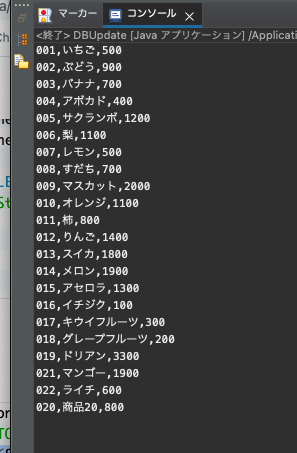 マーカー コンソール
<終了> DBUpdate [Java アプリケーション] /Applicati
001,いちご,500
002,ぶどう,900
003,バナナ,700
004,アボカド,400
005,サクランボ,1200
006,梨,1100
007,レモン,500
008,すだち,700
009,マスカット,2000
010,オレンジ,1100
011,柿,800
012,りんご,1400
013,スイカ,1800
014,メロン,1900
015,アセロラ,1300
016,イチジク,100
017,キウイフルーツ,300
018,グレープフルーツ,200
019,ドリアン,3300
021,マンゴー,1900
022,ライチ,600
020,商品20,800